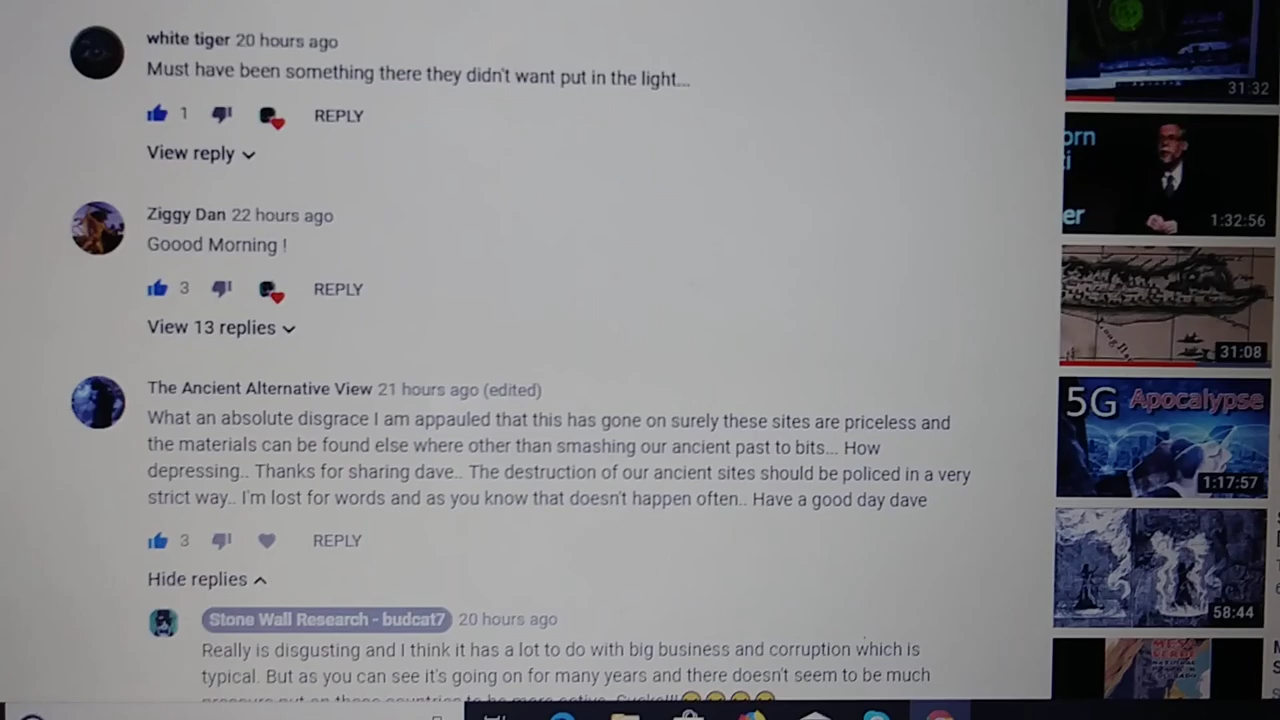 white tiger 20 hours ago
Must have been something there they didn't want put in the light...
1 REPLY
View reply
Ziggy Dan 22 hours ago
Goood Morning !
3 REPLY
View 13 replies
The Ancient Alternative View 21 hours ago (edited)
What an absolute disgrace I am appauled that this has gone on surely these sites are priceless and
the materials can be found else where other than smashing our ancient past to bits... How
depressing.. Thanks for sharing dave.. The destruction of our ancient sites should be policed in a very
strict way.. I'm lost for words and as you know that doesn't happen often.. Have a good day dave
3 REPLY
Hide replies
Stone Wall Research - budcat7 20 hours ago
Really is disgusting and I think it has a lot to do with big business and corruption which is
typical. But as you can see it's going on for many years and there doesn't seem to be much
31:32
orn
er
1:32:56
31:08
5G Apocalypse
1:17:57
58:44